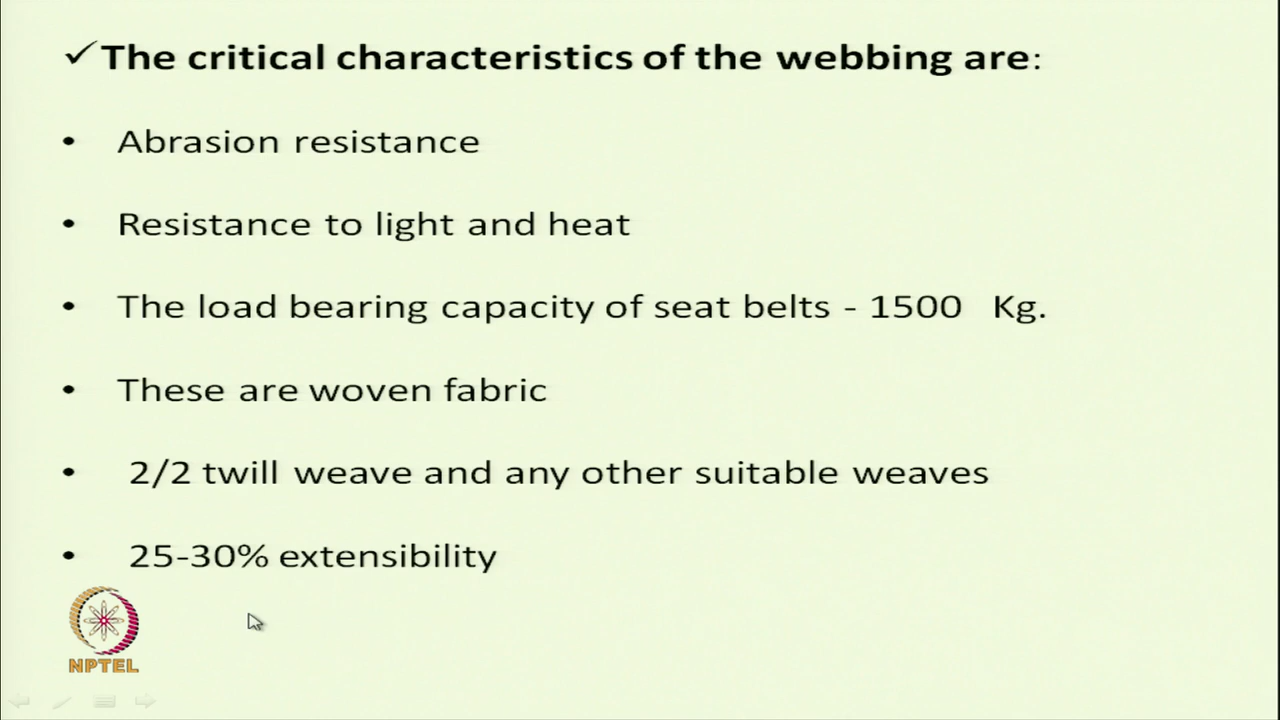 ✓ The critical characteristics of the webbing are:
• Abrasion resistance
• Resistance to light and heat
• The load bearing capacity of seat belts - 1500 Kg.
• These are woven fabric
• 2/2 twill weave and any other suitable weaves
• 25-30% extensibility
NPTEL